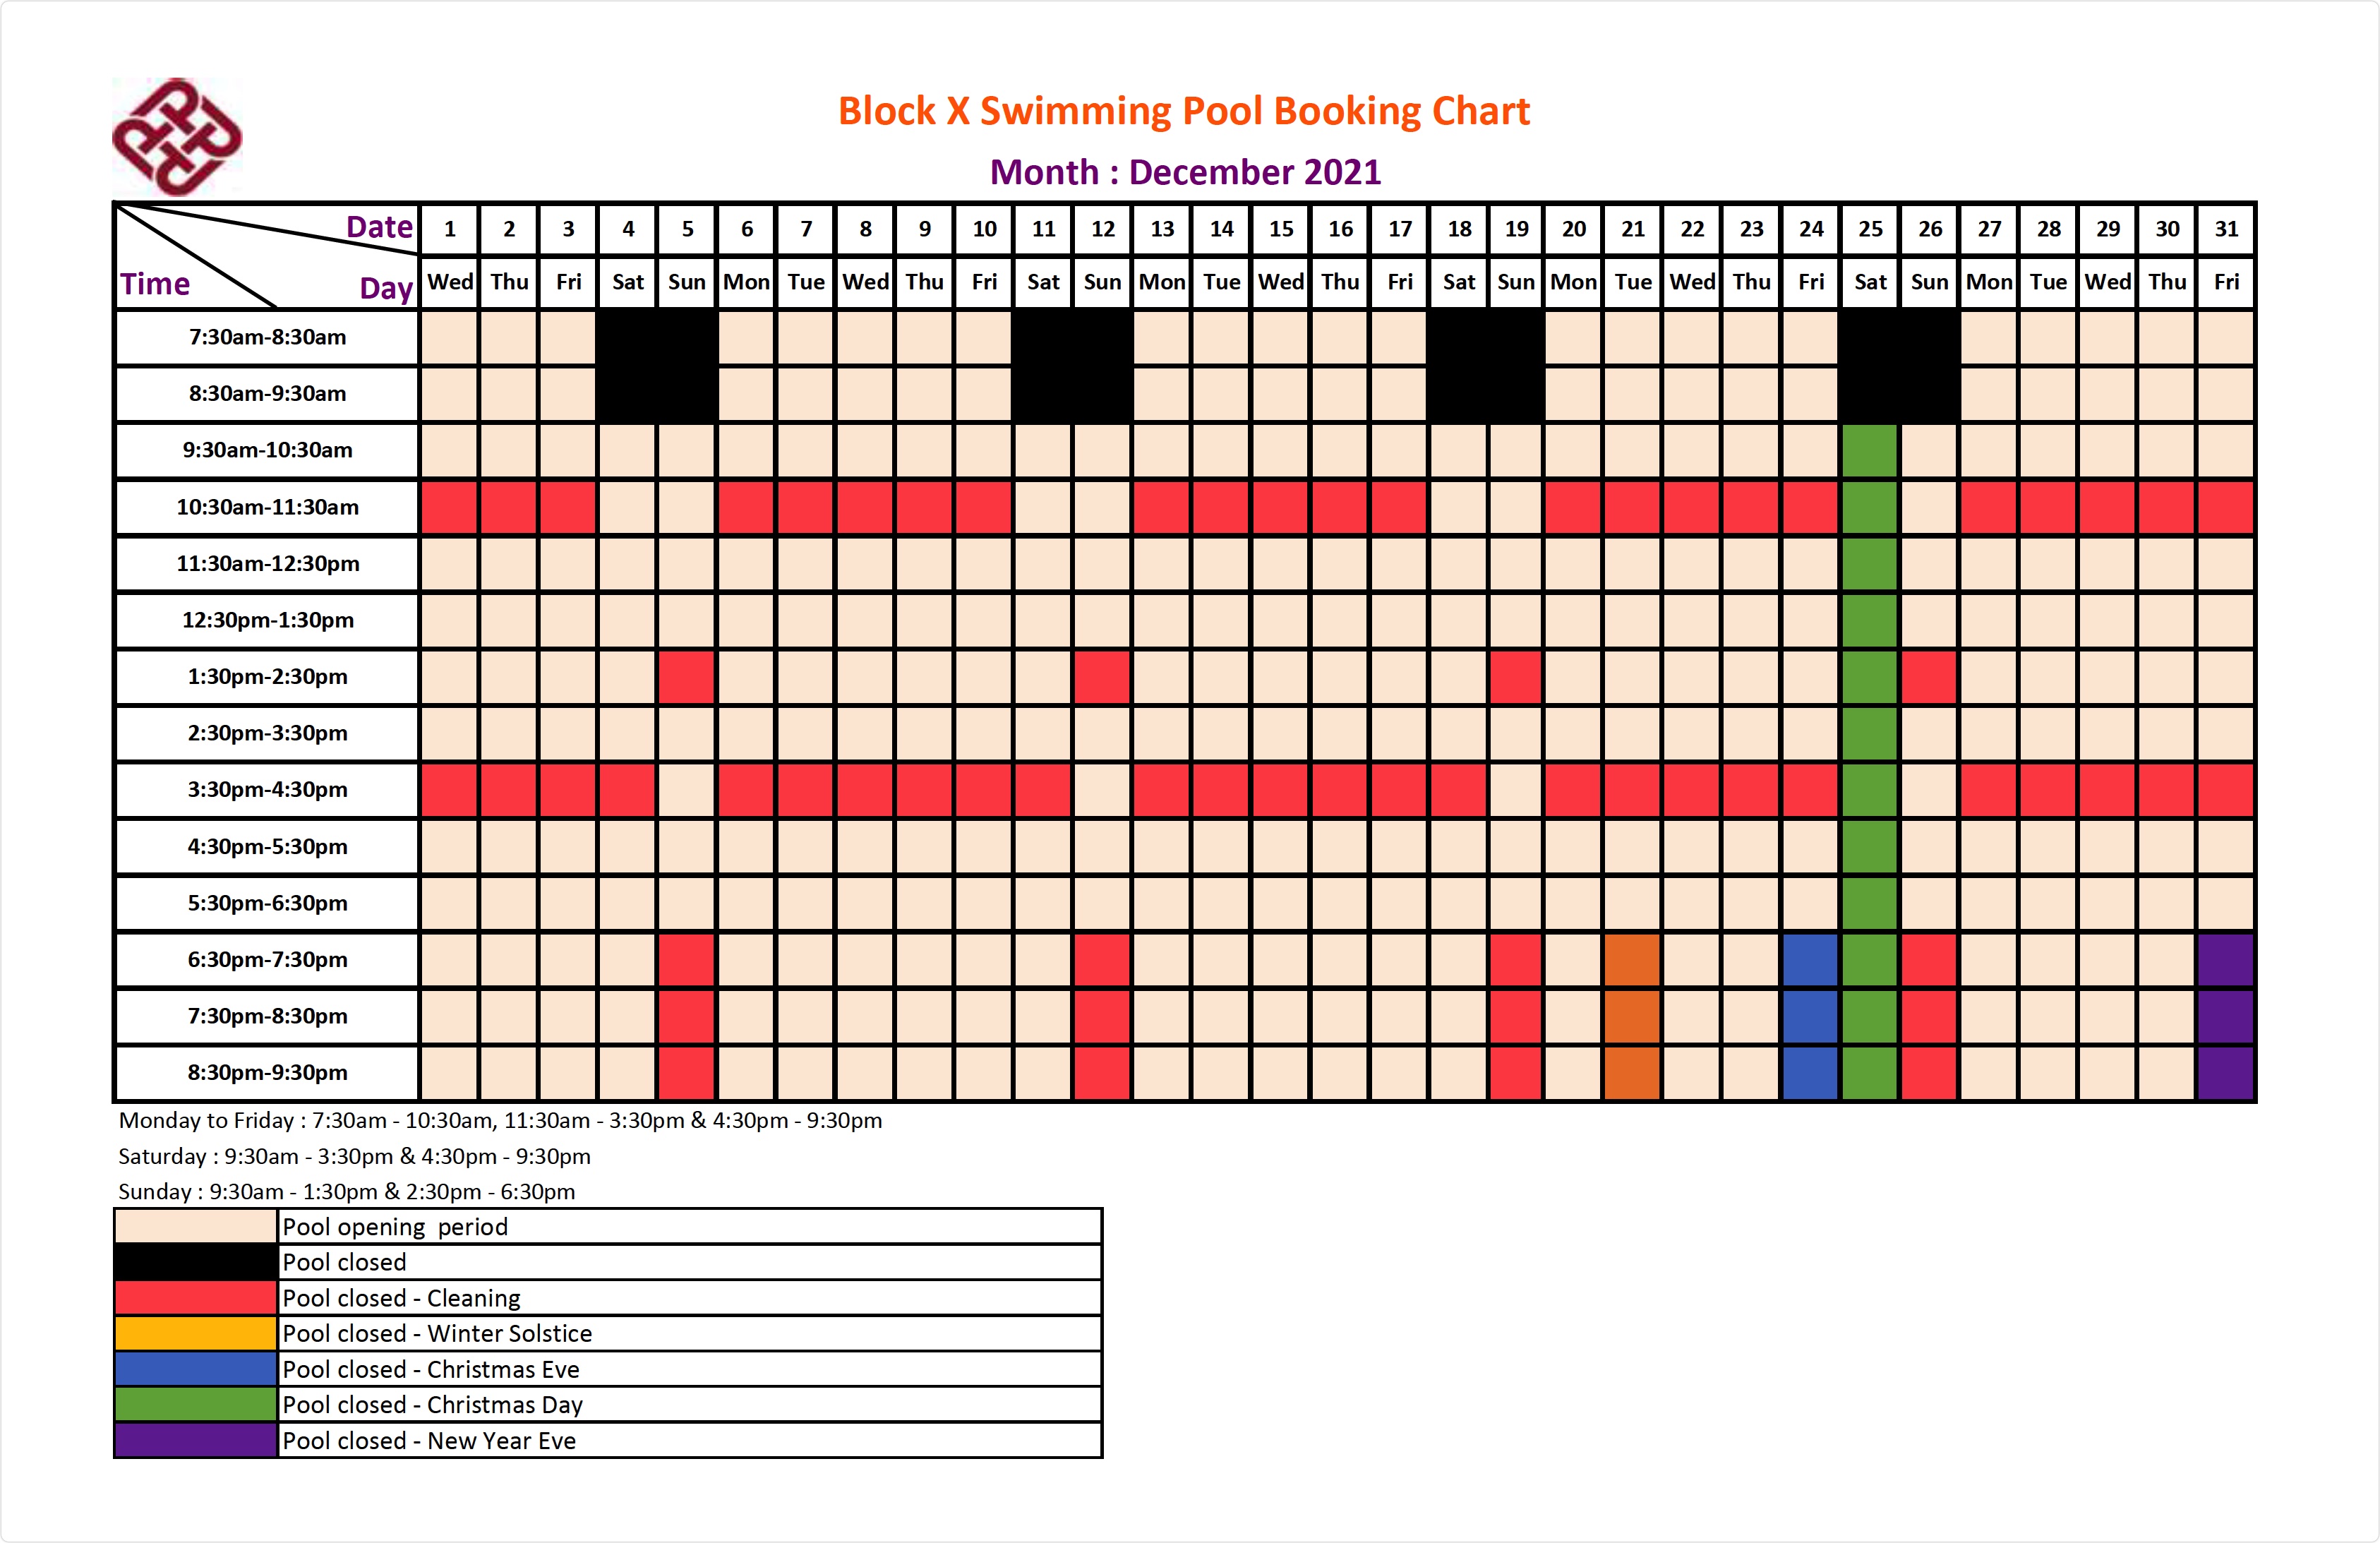 Block X Swimming Pool Booking Chart
Month : December 2021
Date 1 2 3 4 5 6 7 8 9 10 11 12 13 14 15 16 17 18 19 20 21 22 23 24 25 26 27 28 29 30 31
Time Day Wed Thu Fri Sat Sun Mon Tue Wed Thu Fri Sat Sun Mon Tue Wed Thu Fri Sat Sun Mon Tue Wed Thu Fri Sat Sun Mon Tue Wed Thu Fri
7:30am-8:30am
8:30am-9:30am
9:30am-10:30am
10:30am-11:30am
11:30am-12:30pm
12:30pm-1:30pm
1:30pm-2:30pm
2:30pm-3:30pm
3:30pm-4:30pm
4:30pm-5:30pm
5:30pm-6:30pm
6:30pm-7:30pm
7:30pm-8:30pm
8:30pm-9:30pm
Monday to Friday : 7:30am - 10:30am, 11:30am - 3:30pm & 4:30pm - 9:30pm
Saturday : 9:30am - 3:30pm & 4:30pm - 9:30pm
Sunday : 9:30am - 1:30pm & 2:30pm - 6:30pm
Pool opening  period
Pool closed
Pool closed - Cleaning
Pool closed - Winter Solstice
Pool closed - Christmas Eve
Pool closed - Christmas Day
Pool closed - New Year Eve